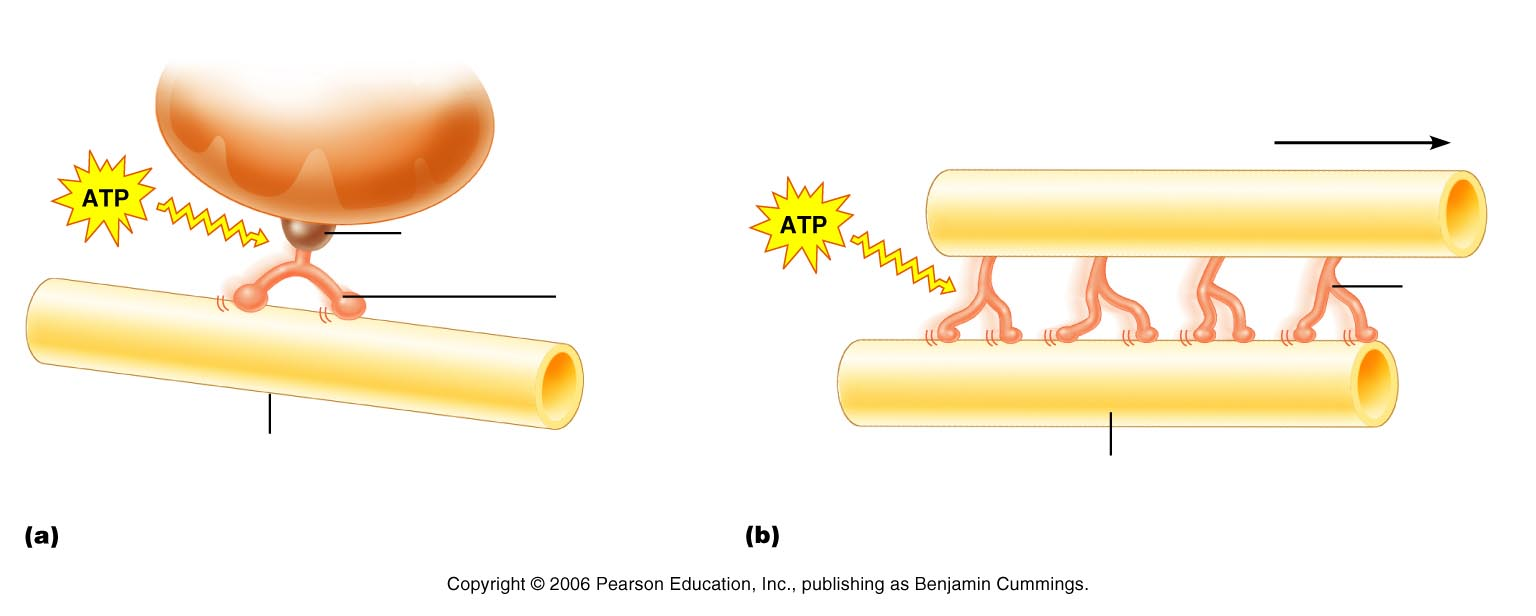 ATP
ATP
(a)
(b)
Copyright © 2006 Pearson Education, Inc., publishing as Benjamin Cummings.